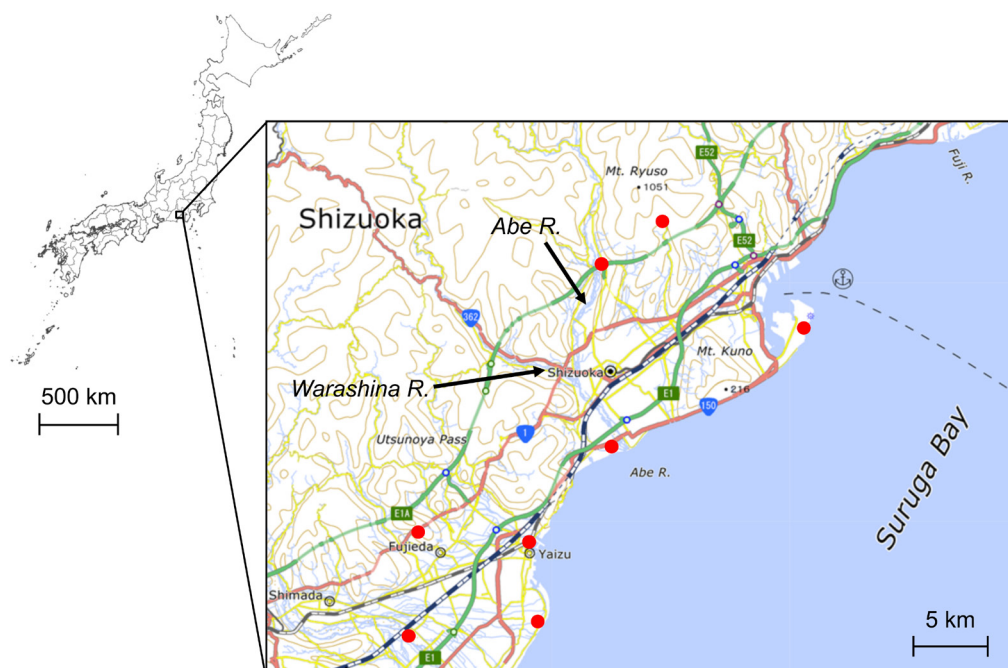 500 km
Shizuoka
Mt. Ryuso
1051
E52
Fuji R.
Abe R.
E52
362
Shizuoka
Mt. Kuno
216
Warashina R.
E1
150
1
Utsunoya Pass
Abe R.
Suruga Bay
E1A
Fujieda
Yaizu
Shimada
E1
5 km